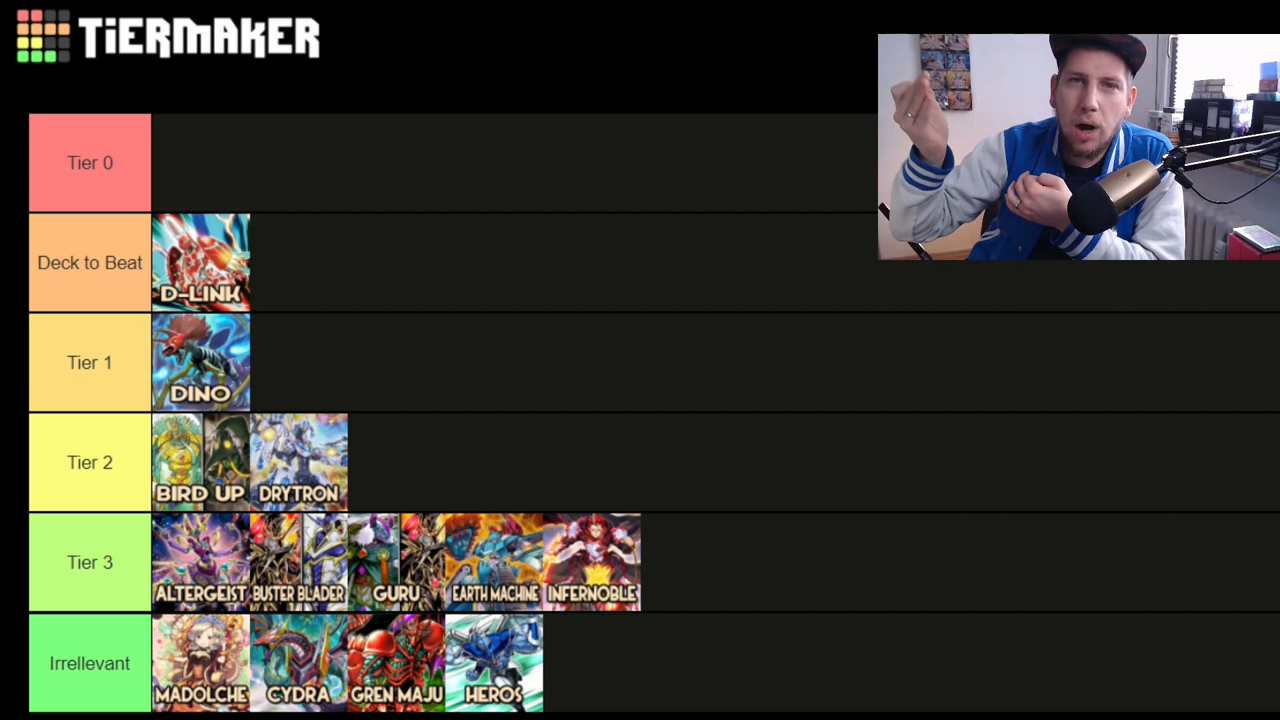 TiERMAKER
Tier 0
Deck to Beat
D-LINK
Tier 1
DINO
Tier 2
BIRD UP
DRYTRON
Tier 3
ALTERGEIST
BUSTER BLADER
GURU
EARTH MACHINE
INFERNOBLE
Irrellevant
MADOLCHE
CYDRA
GREN MAJU
HEROS